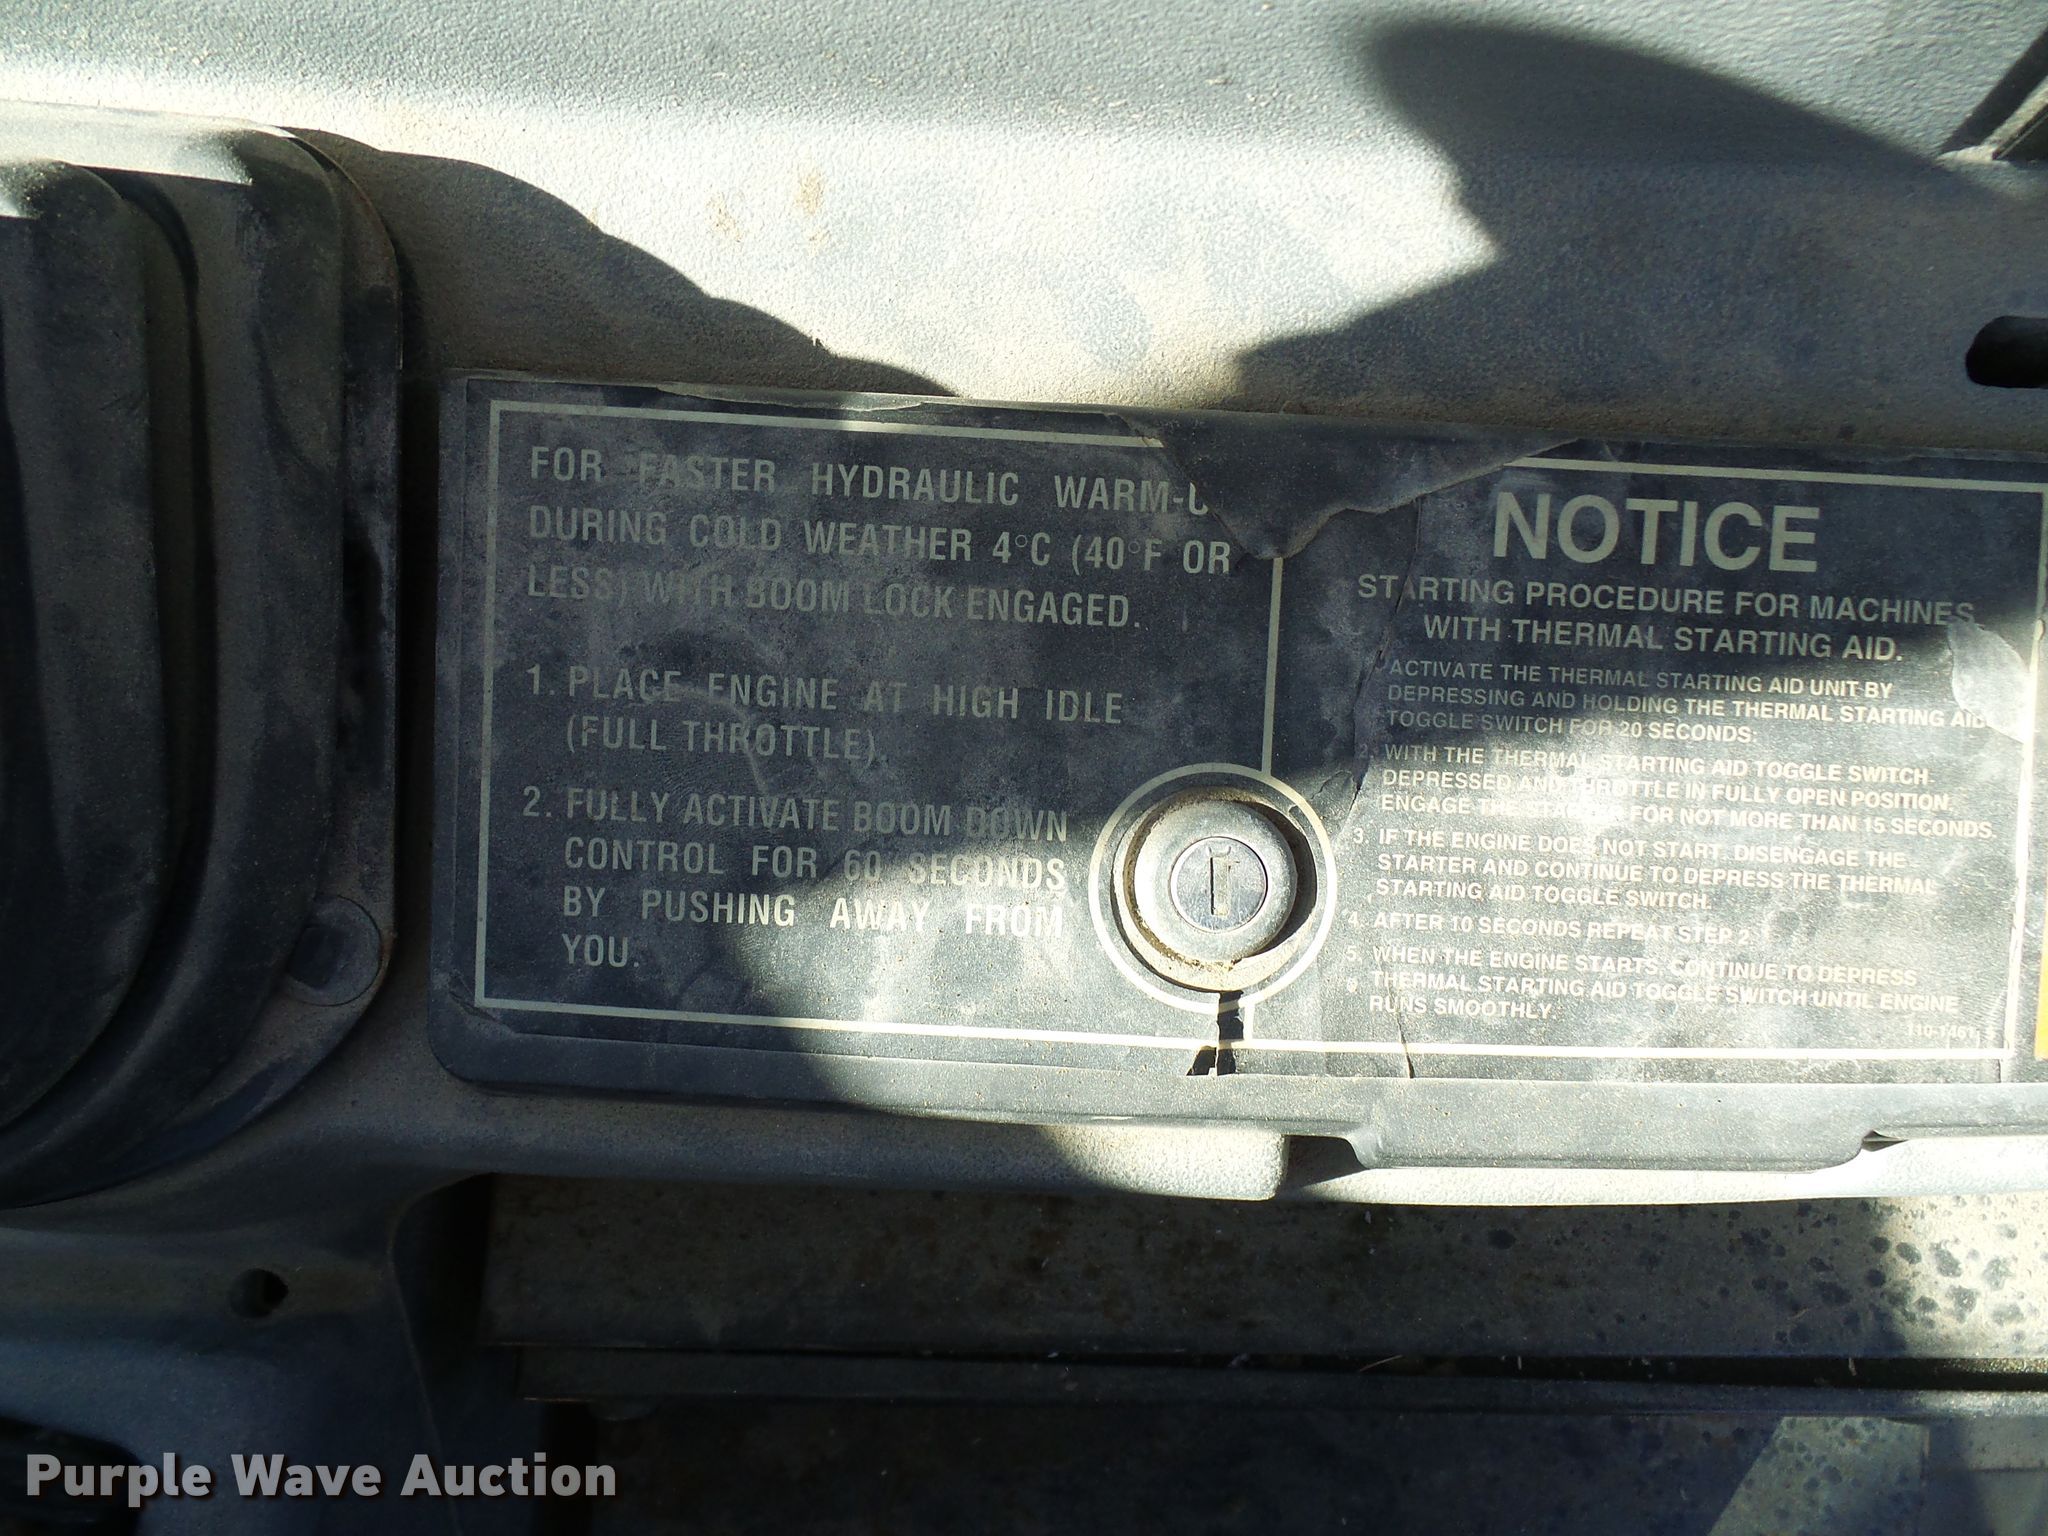 FOR FASTER HYDRAULIC WARM-U
DURING COLD WEATHER 4°C (40°F OR
LESS) WITH BOOM LOCK ENGAGED.
1. PLACE ENGINE AT HIGH IDLE
(FULL THROTTLE).
2. FULLY ACTIVATE BOOM DOWN
CONTROL FOR 60 SECONDS
BY PUSHING AWAY FROM
YOU.
NOTICE
STARTING PROCEDURE FOR MACHINES
WITH THERMAL STARTING AID.
ACTIVATE THE THERMAL STARTING AID UNIT BY
DEPRESSING AND HOLDING THE THERMAL STARTING AID
TOGGLE SWITCH FOR 20 SECONDS:
2. WITH THE THERMAL STARTING AID TOGGLE SWITCH
DEPRESSED AND THROTTLE IN FULLY OPEN POSITION,
ENGAGE THE STARTER FOR NOT MORE THAN 15 SECONDS.
3. IF THE ENGINE DOES NOT START, DISENGAGE THE
STARTER AND CONTINUE TO DEPRESS THE THERMAL
STARTING AID TOGGLE SWITCH.
4. AFTER 10 SECONDS REPEAT STEP 2
5. WHEN THE ENGINE STARTS, CONTINUE TO DEPRESS
6. THERMAL STARTING AID TOGGLE SWITCH UNTIL ENGINE
RUNS SMOOTHLY.
Purple Wave Auction